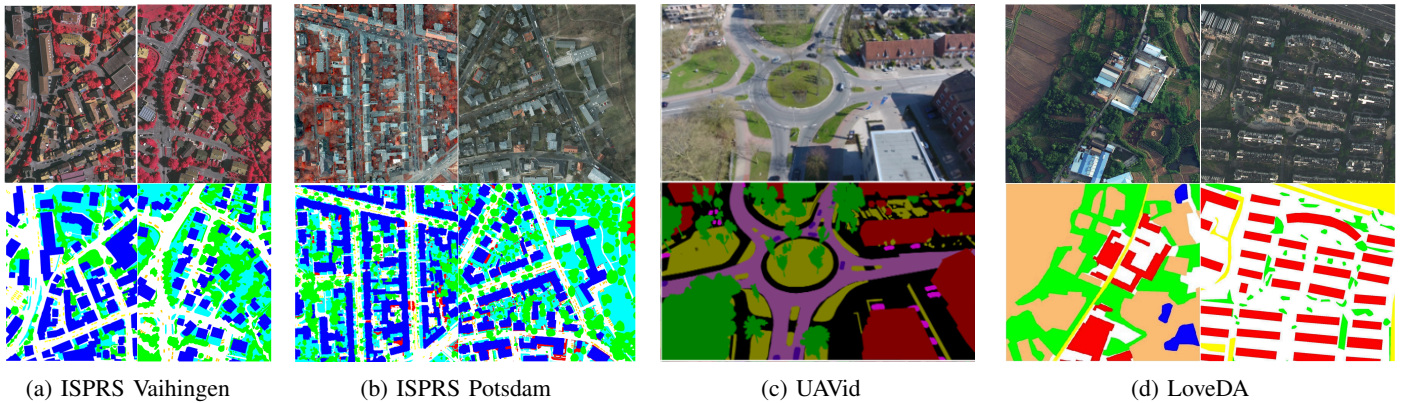 (a) ISPRS Vaihingen
(b) ISPRS Potsdam
(c) UAVid
(d) LoveDA